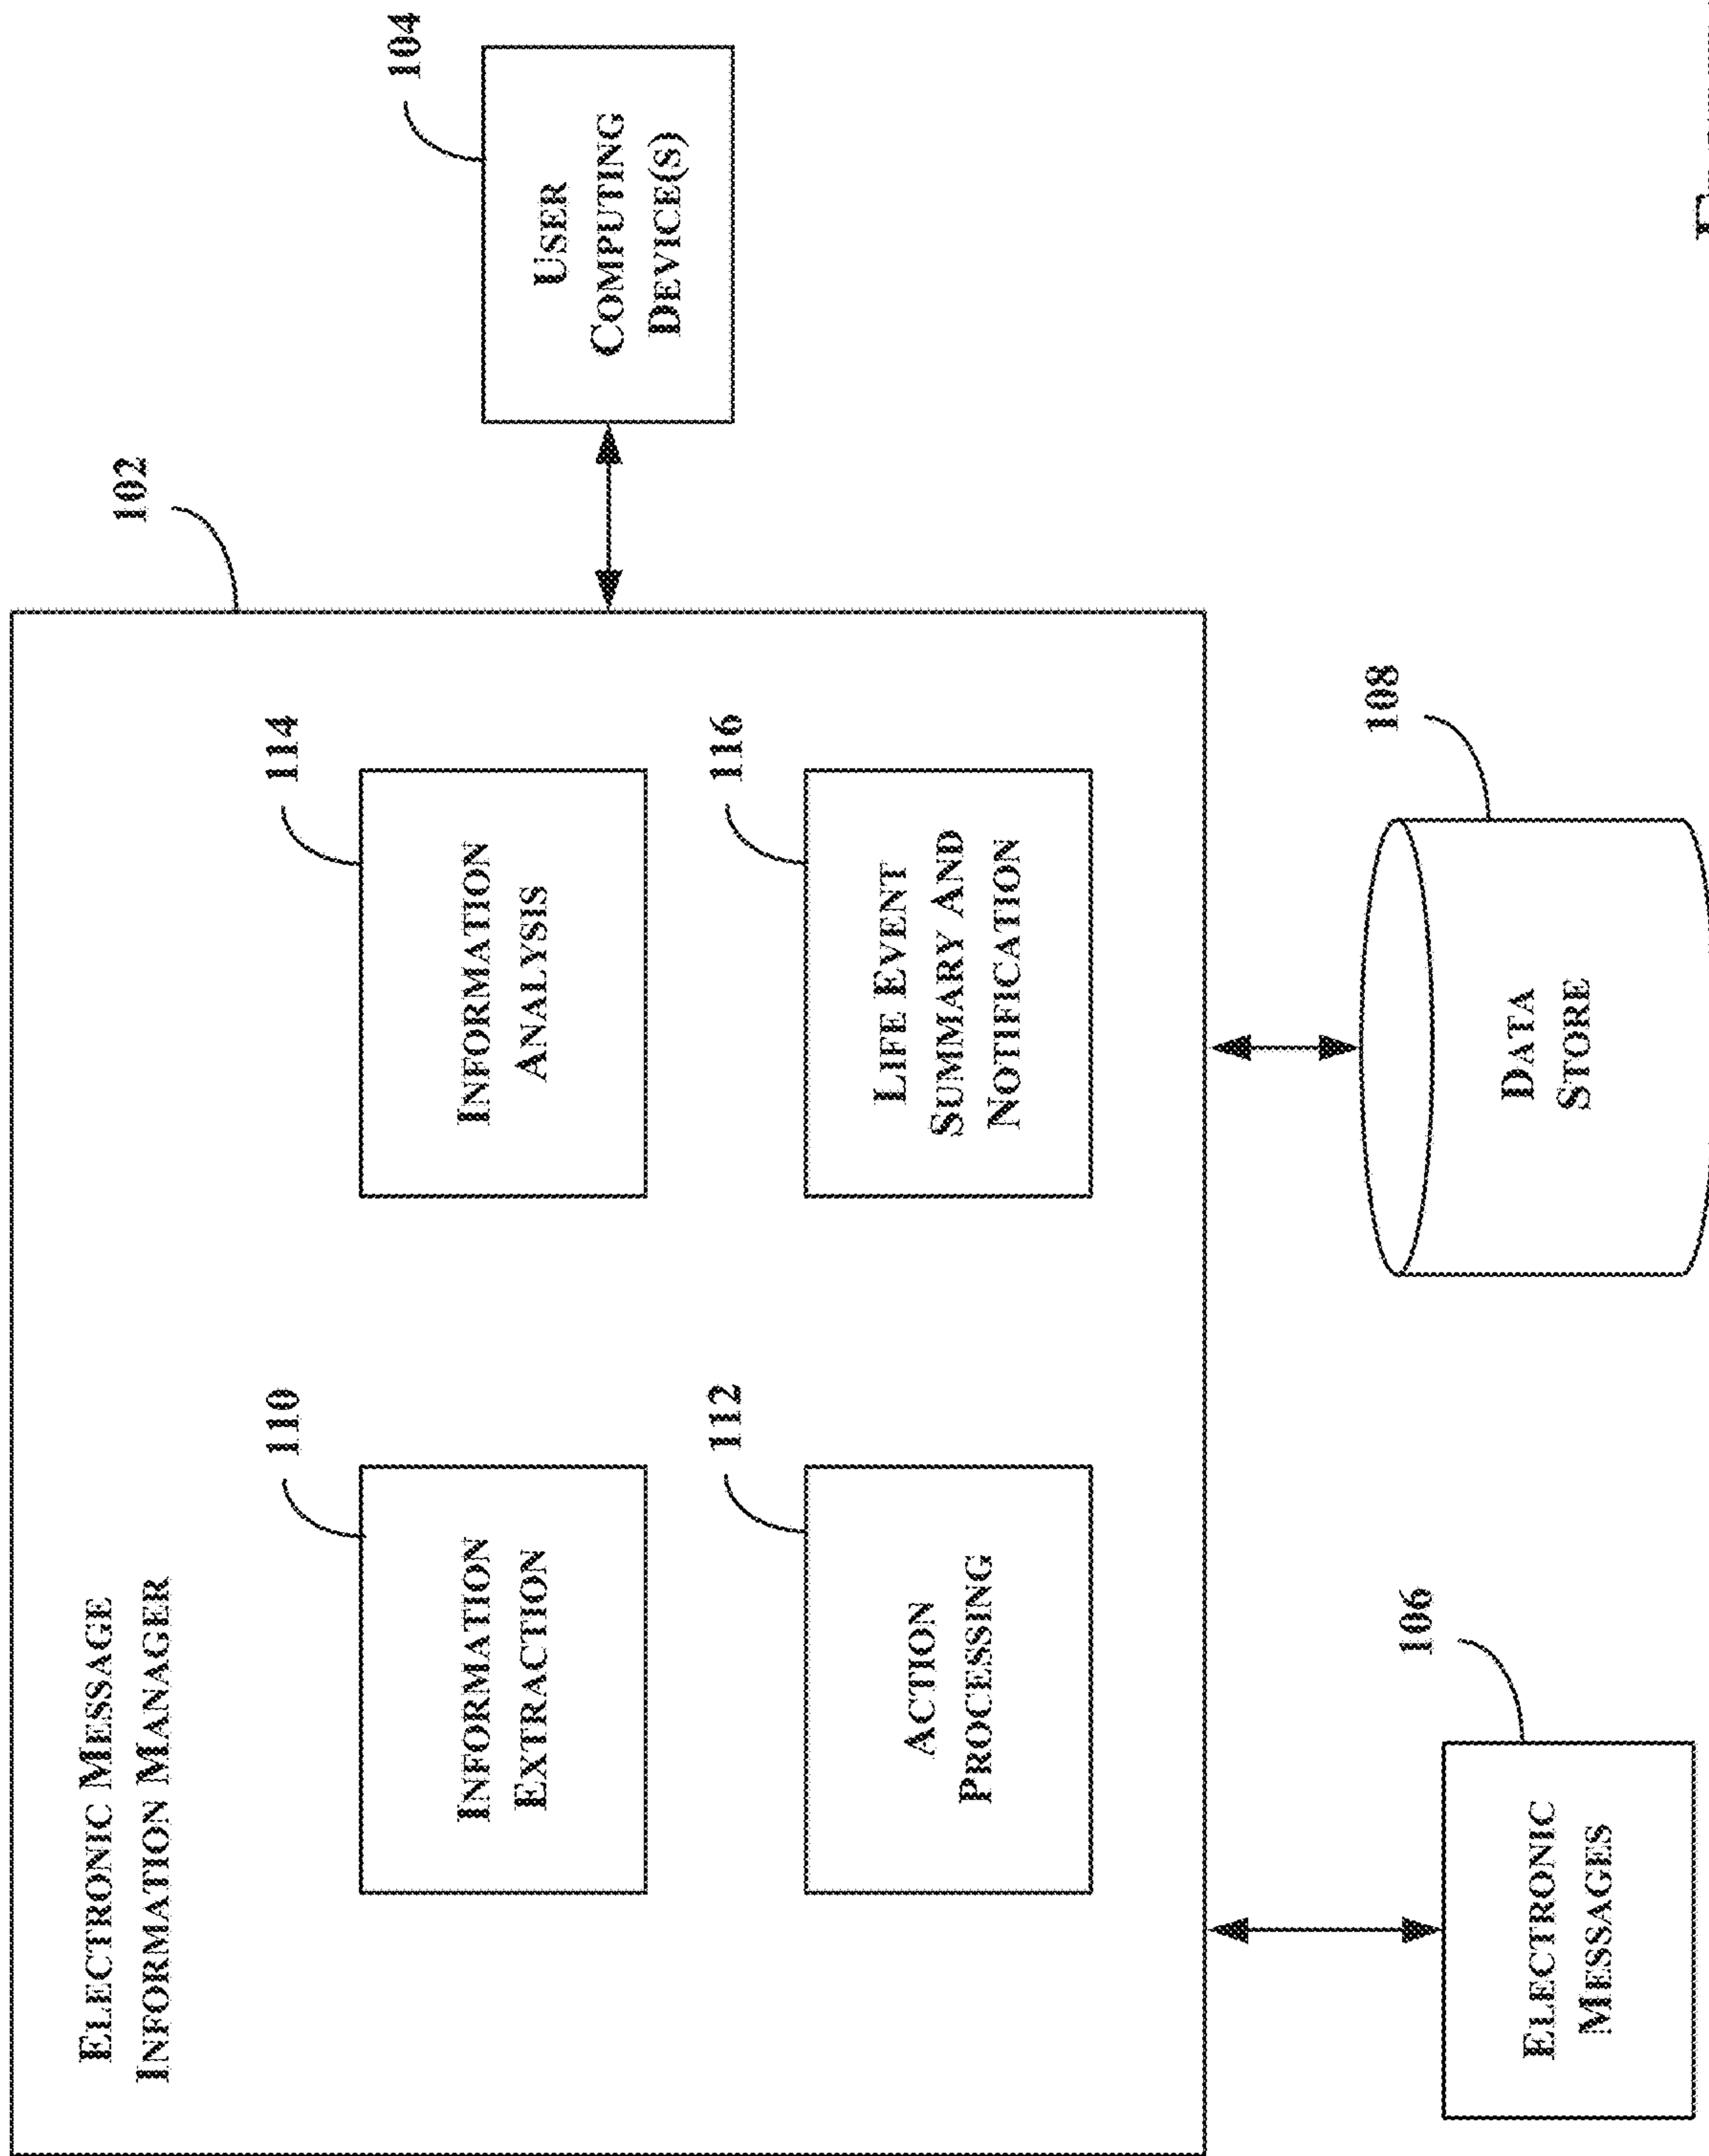 102
ELECTRONIC MESSAGE
INFORMATION MANAGER
110
INFORMATION
EXTRACTION
114
INFORMATION
ANALYSIS
104
USER
COMPUTING
DEVICE(S)
112
ACTION
PROCESSING
116
LIFE EVENT
SUMMARY AND
NOTIFICATION
106
ELECTRONIC
MESSAGES
108
DATA
STORE